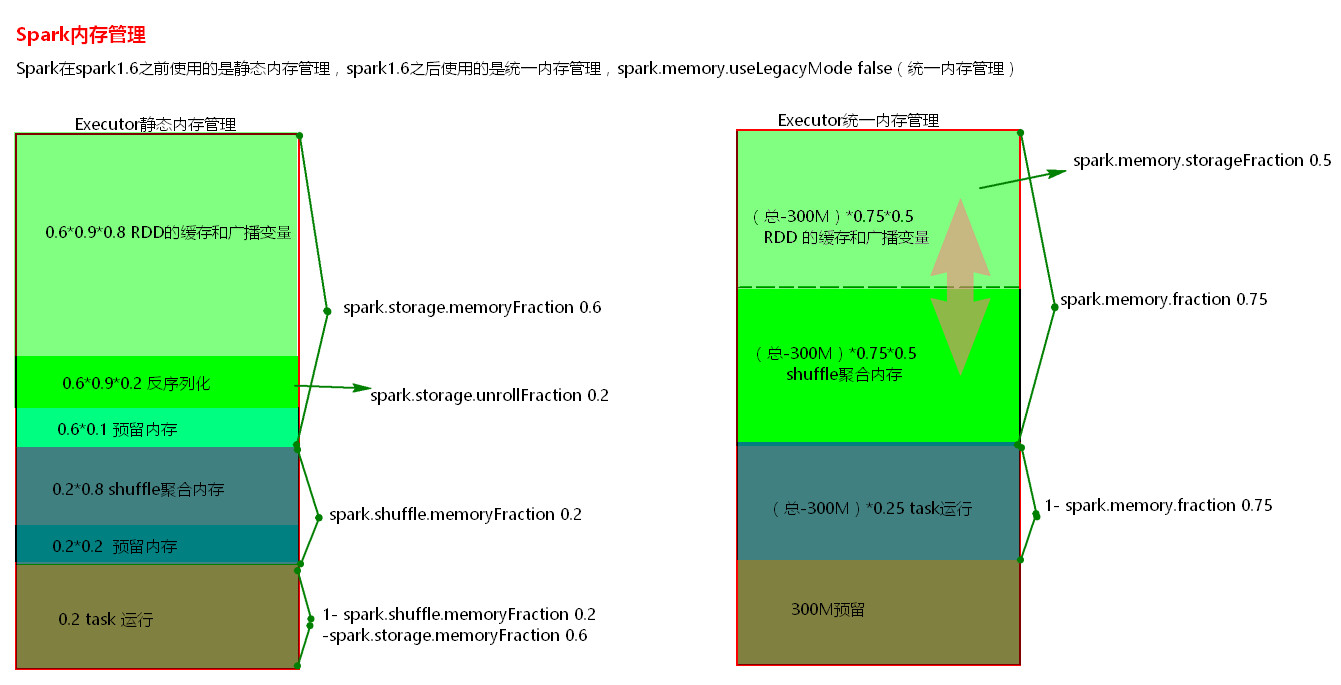 Spark内存管理
Spark在spark1.6之前使用的是静态内存管理，spark1.6之后使用的是统一内存管理，spark.memory.useLegacyMode false（统一内存管理）
Executor静态内存管理
0.6*0.9*0.8 RDD的缓存和广播变量
spark.storage.memoryFraction 0.6
0.6*0.9*0.2 反序列化
spark.storage.unrollFraction 0.2
0.6*0.1 预留内存
0.2*0.8 shuffle聚合内存
spark.shuffle.memoryFraction 0.2
0.2*0.2 预留内存
0.2 task 运行
1- spark.shuffle.memoryFraction 0.2
-spark.storage.memoryFraction 0.6
Executor统一内存管理
spark.memory.storageFraction 0.5
（总-300M）*0.75*0.5
RDD 的缓存和广播变量
spark.memory.fraction 0.75
（总-300M）*0.75*0.5
shuffle聚合内存
（总-300M）*0.25 task运行
1- spark.memory.fraction 0.75
300M预留